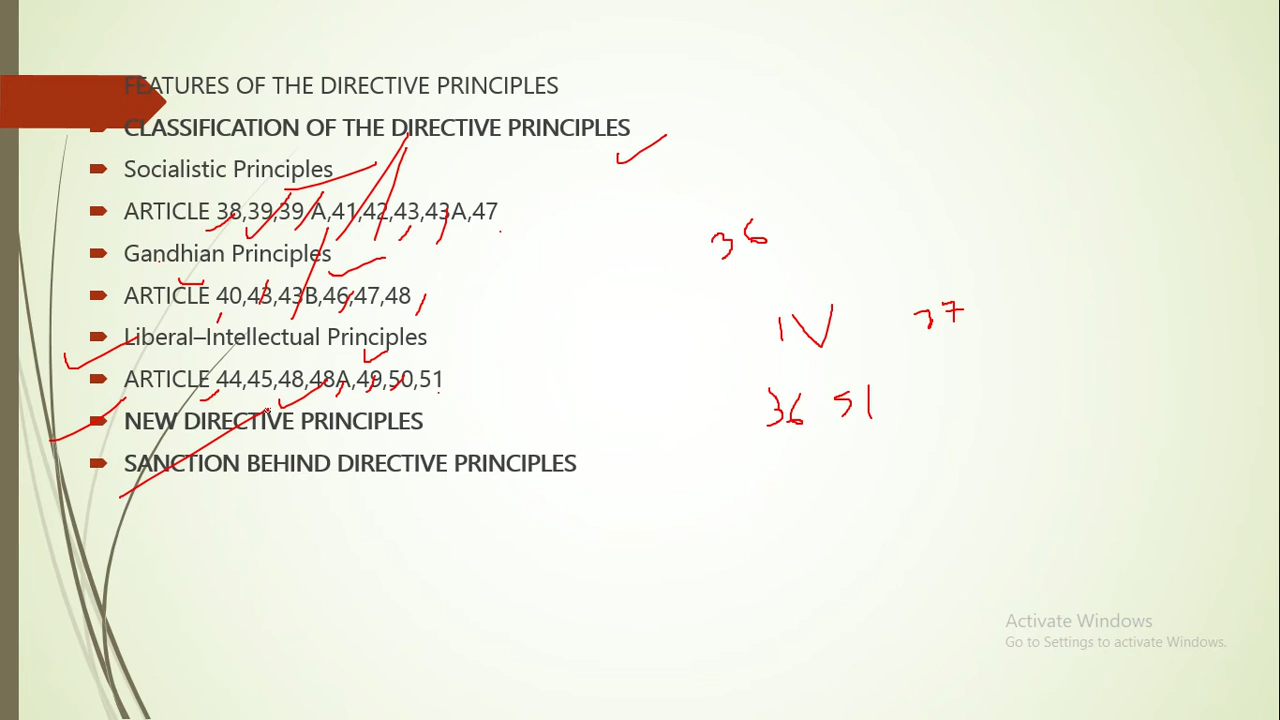 FEATURES OF THE DIRECTIVE PRINCIPLES
CLASSIFICATION OF THE DIRECTIVE PRINCIPLES
Socialistic Principles
ARTICLE 38,39,39 A,41,42,43,43A,47
Gandhian Principles
ARTICLE 40,43,43B,46,47,48
Liberal–Intellectual Principles
ARTICLE 44,45,48,48A,49,50,51
NEW DIRECTIVE PRINCIPLES
SANCTION BEHIND DIRECTIVE PRINCIPLES
36
IV 37
36 51
Activate Windows
Go to Settings to activate Windows.